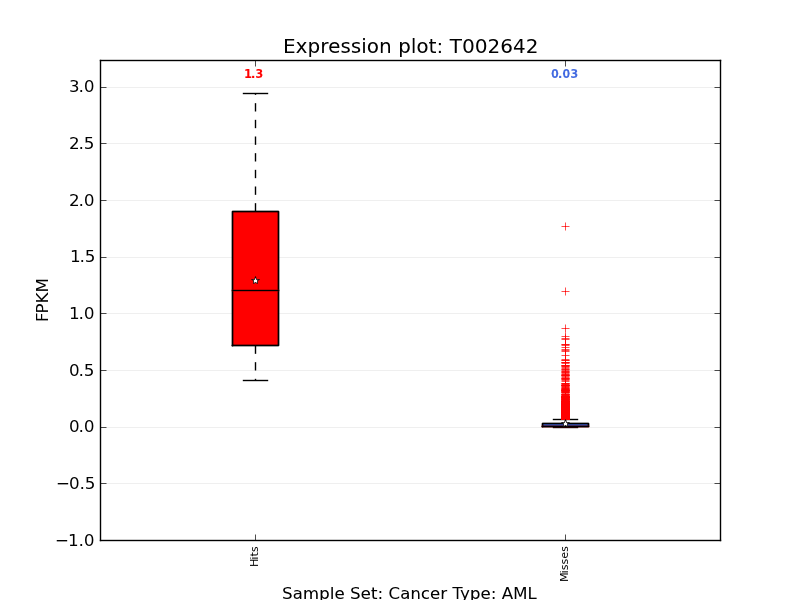 Expression plot: T002642
1.3
0.03
3.0
2.5
2.0
1.5
1.0
0.5
0.0
−0.5
−1.0
FPKM
Hits
Misses
Sample Set: Cancer Type: AML